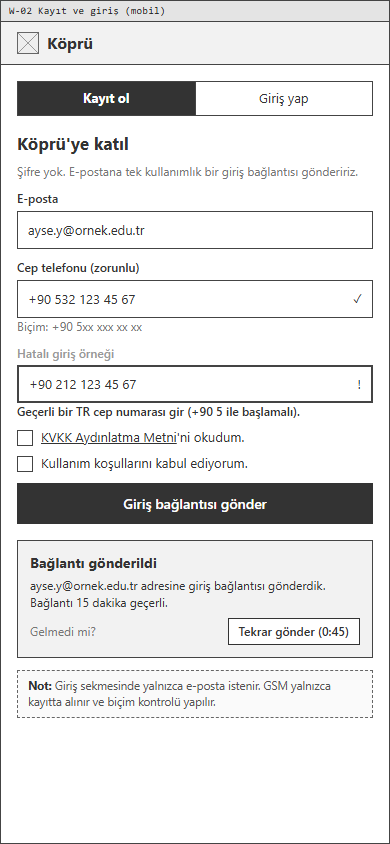 W-02 Kayıt ve giriş (mobil)
Köprü
Kayıt ol
Giriş yap
Köprü'ye katıl
Şifre yok. E-postana tek kullanımlık bir giriş bağlantısı göndeririz.
E-posta
ayse.y@ornek.edu.tr
Cep telefonu (zorunlu)
+90 532 123 45 67 ✓
Biçim: +90 5xx xxx xx xx
Hatalı giriş örneği
+90 212 123 45 67 !
Geçerli bir TR cep numarası gir (+90 5 ile başlamalı).
KVKK Aydınlatma Metni'ni okudum.
Kullanım koşullarını kabul ediyorum.
Giriş bağlantısı gönder
Bağlantı gönderildi
ayse.y@ornek.edu.tr adresine giriş bağlantısı gönderdik.
Bağlantı 15 dakika geçerli.
Gelmedi mi?
Tekrar gönder (0:45)
Not: Giriş sekmesinde yalnızca e-posta istenir. GSM yalnızca
kayıtta alınır ve biçim kontrolü yapılır.